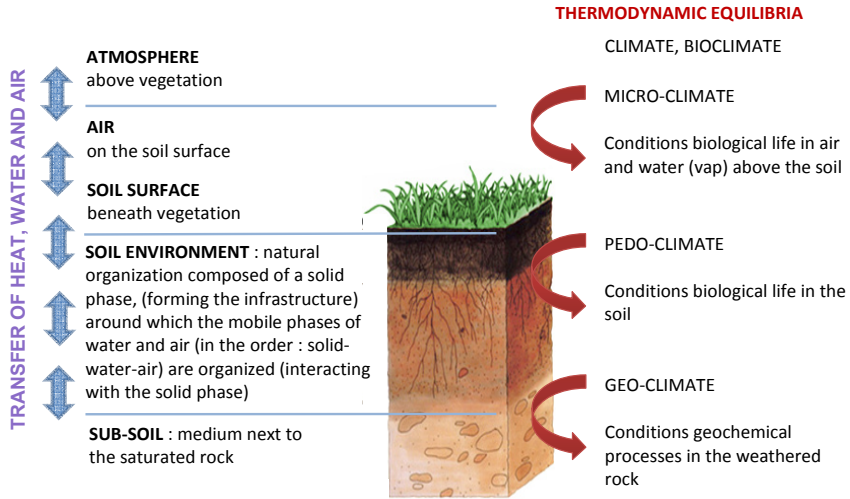 THERMODYNAMIC EQUILIBRIA
TRANSFER OF HEAT, WATER AND AIR
ATMOSPHERE
above vegetation
AIR
on the soil surface
SOIL SURFACE
beneath vegetation
SOIL ENVIRONMENT : natural
organization composed of a solid
phase, (forming the infrastructure)
around which the mobile phases of
water and air (in the order : solid-
water-air) are organized (interacting
with the solid phase)
SUB-SOIL : medium next to
the saturated rock
CLIMATE, BIOCLIMATE
MICRO-CLIMATE
Conditions biological life in air
and water (vap) above the soil
PEDO-CLIMATE
Conditions biological life in the
soil
GEO-CLIMATE
Conditions geochemical
processes in the weathered
rock